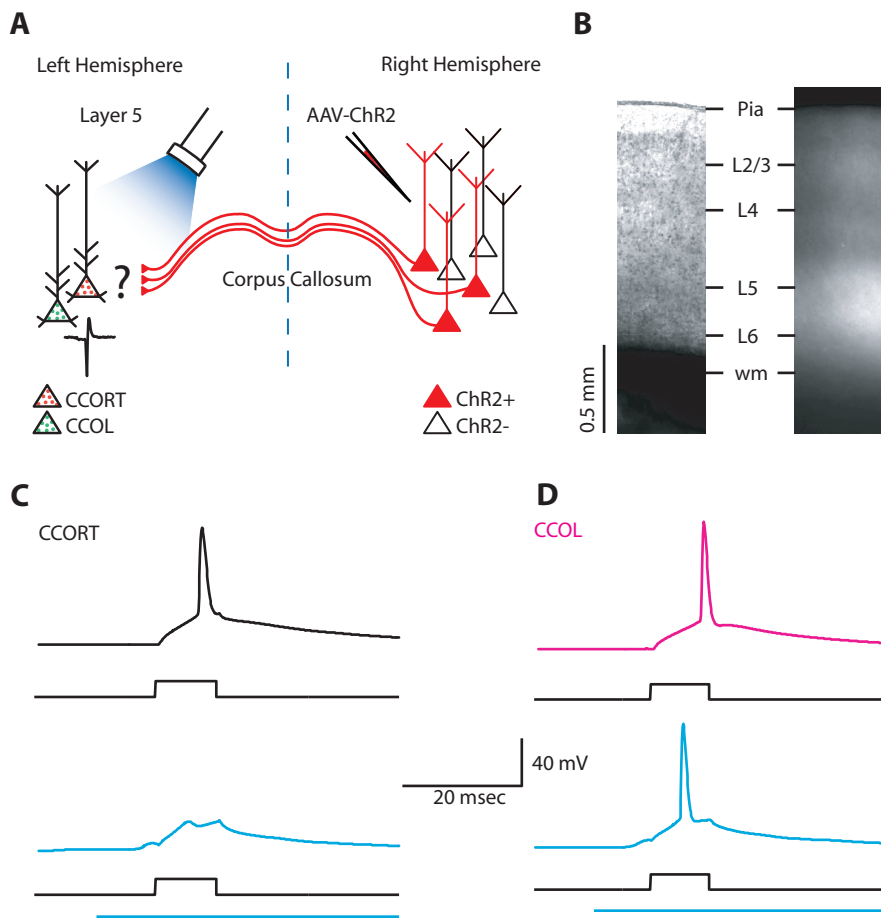 A
Left Hemisphere
Right Hemisphere
Layer 5
AAV-ChR2
?
Corpus Callosum
CCORT
CCOL
ChR2+
ChR2-
B
Pia
L2/3
L4
L5
L6
wm
0.5 mm
C
CCORT
D
CCOL
40 mV
20 msec